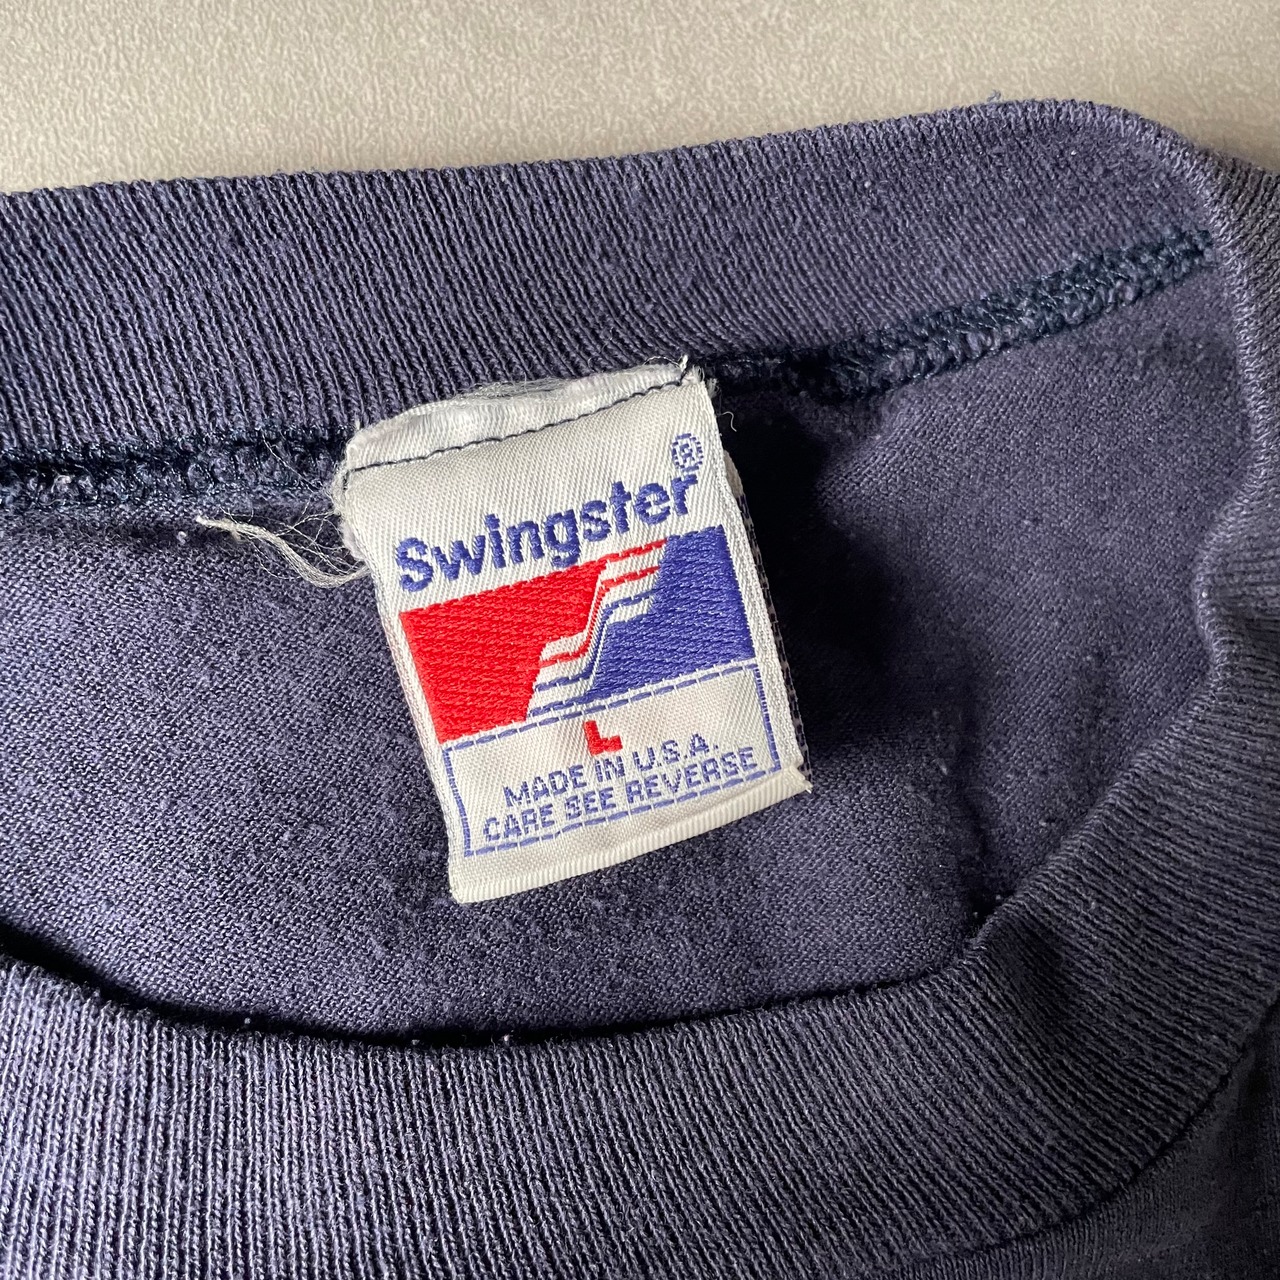 Swingster®
L
MADE IN U.S.A.
CARE SEE REVERSE